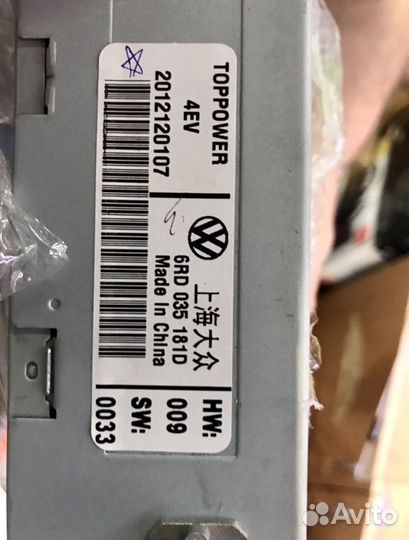 TOPPOWER
4EV
2012120107
上海大众
6RD 035 181D
Made In China
HW:
009
SW:
0033
Avito